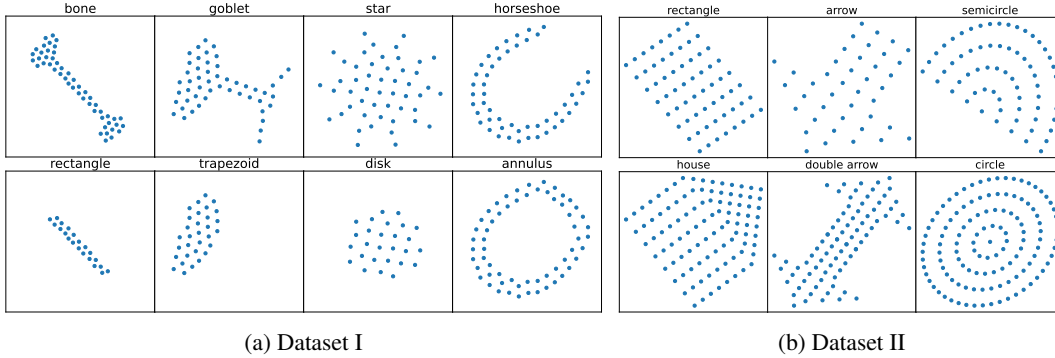 bone goblet star horseshoe
rectangle arrow semicircle
rectangle trapezoid disk annulus
house double arrow circle
(a) Dataset I
(b) Dataset II